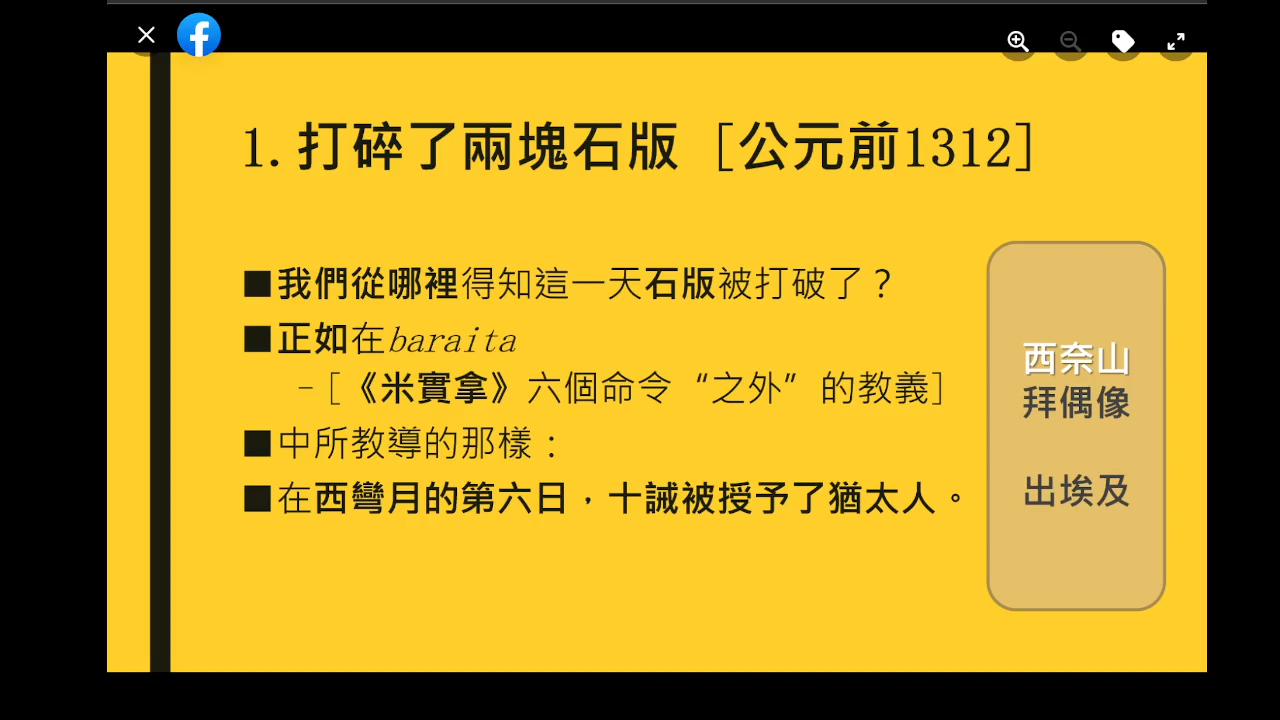 1. 打碎了兩塊石版 [公元前1312]
■我們從哪裡得知這一天石版被打破了？
■正如在baraita
–[《米實拿》六個命令“之外”的教義]
■中所教導的那樣：
■在西彎月的第六日，十誡被授予了猶太人。
西奈山
拜偶像
出埃及